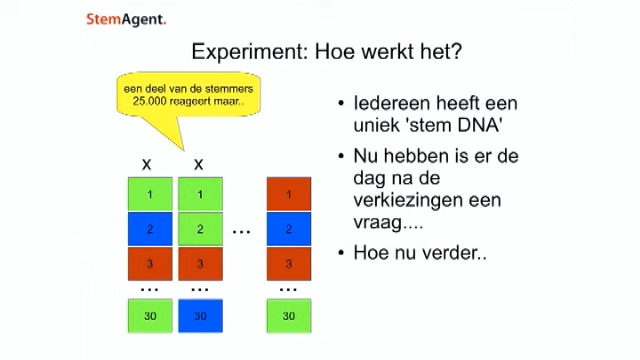 StemAgent.
Experiment: Hoe werkt het?
een deel van de stemmers
25.000 reageert maar..
x x
1 1 1
2 2 ... 2
3 3 3
... ... ...
30 30 30
• Iedereen heeft een
uniek 'stem DNA'
• Nu hebben is er de
dag na de
verkiezingen een
vraag....
• Hoe nu verder..